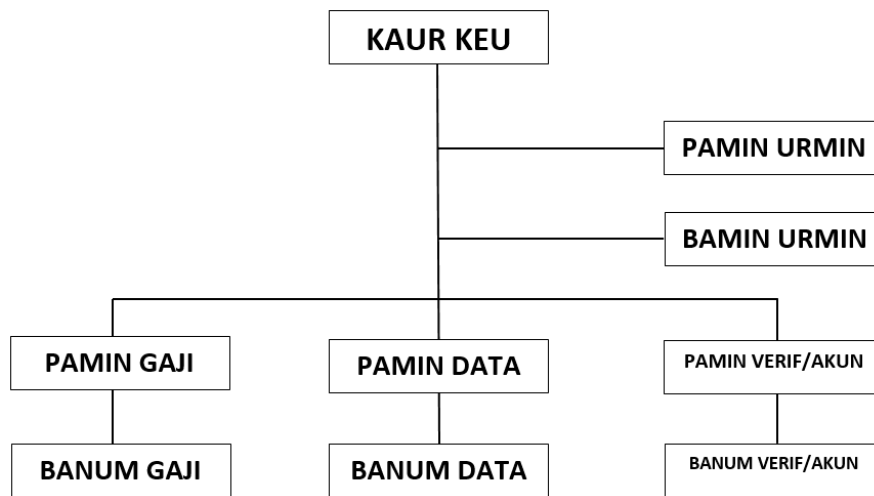 KAUR KEU
PAMIN URMIN
BAMIN URMIN
PAMIN GAJI
PAMIN DATA
PAMIN VERIF/AKUN
BANUM GAJI
BANUM DATA
BANUM VERIF/AKUN